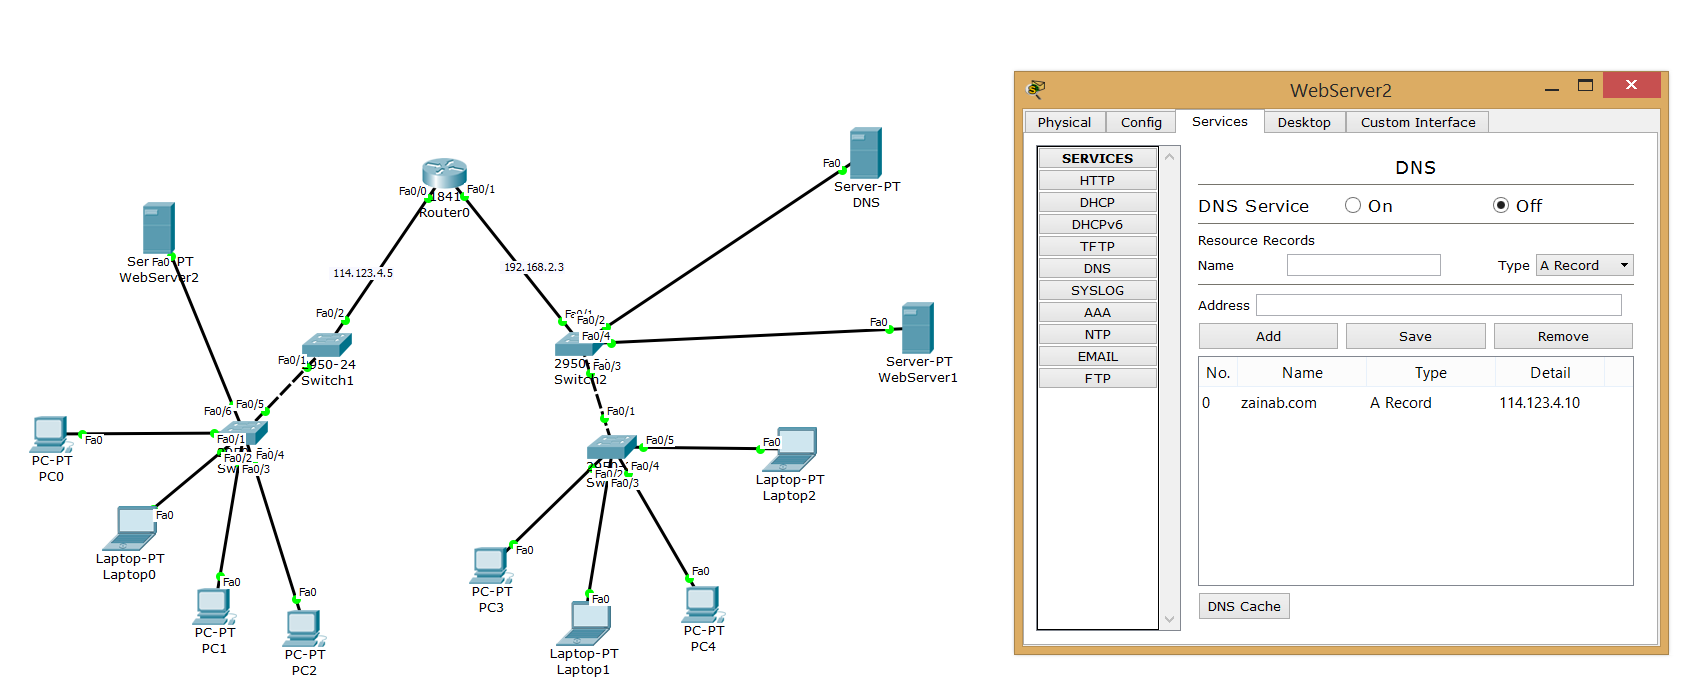 Fa0
Server-PT
DNS
Fa0/0
Fa0/1
1841
Router0
Fa0
WebServer2
114.123.4.5
192.168.2.3
Fa0/2
Fa0/1
2950-24
Switch1
Fa0/2
Fa0/4
Switch2
Fa0/3
Fa0
Server-PT
WebServer1
Fa0/6
Fa0/5
Fa0/1
Fa0/2
Fa0/4
Fa0/3
Fa0
PC-PT
PC0
Fa0
Laptop-PT
Laptop0
Fa0
PC-PT
PC1
Fa0
PC-PT
PC2
Fa0/1
Fa0/5
Fa0/4
Fa0/2
Fa0/3
Fa0
Laptop-PT
Laptop2
Fa0
PC-PT
PC3
Fa0
Laptop-PT
Laptop1
Fa0
PC-PT
PC4
WebServer2
Physical Config Services Desktop Custom Interface
SERVICES
HTTP
DHCP
DHCPv6
TFTP
DNS
SYSLOG
AAA
NTP
EMAIL
FTP
DNS
DNS Service On Off
Resource Records
Name Type A Record
Address
Add Save Remove
No. Name Type Detail
0 zainab.com A Record 114.123.4.10
DNS Cache